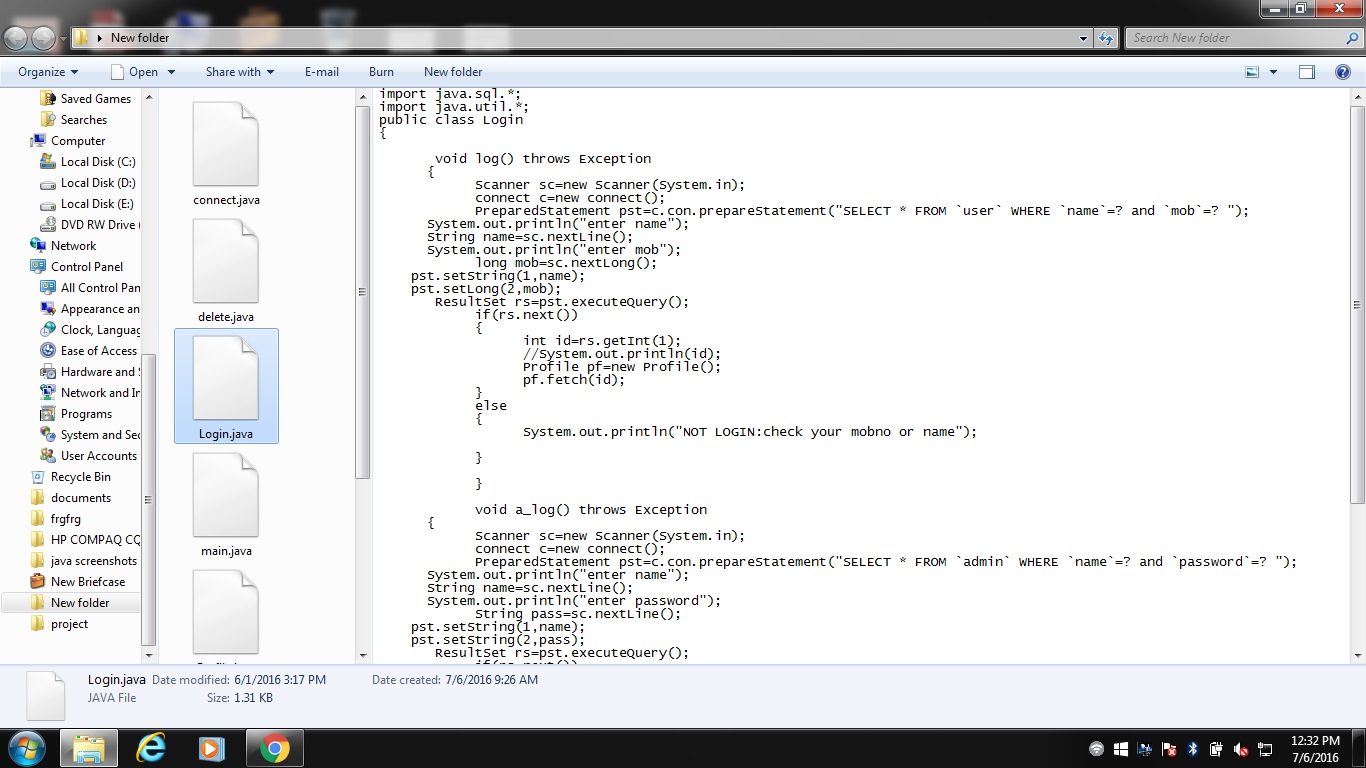 New folder
Search New folder
Organize
Open
Share with
E-mail
Burn
New folder
Saved Games
Searches
Computer
Local Disk (C:)
Local Disk (D:)
Local Disk (E:)
DVD RW Drive (
Network
Control Panel
All Control Pan
Appearance an
Clock, Languag
Ease of Access
Hardware and S
Network and In
Programs
System and Sec
User Accounts
Recycle Bin
documents
frgfrg
HP COMPAQ CQ
java screenshots
New Briefcase
New folder
project
connect.java
delete.java
Login.java
main.java
import java.sql.*;
import java.util.*;
public class Login
{
void log() throws Exception
{
Scanner sc=new Scanner(System.in);
connect c=new connect();
PreparedStatement pst=c.con.prepareStatement("SELECT * FROM `user` WHERE `name`=? and `mob`=? ");
System.out.println("enter name");
String name=sc.nextLine();
System.out.println("enter mob");
long mob=sc.nextLong();
pst.setString(1,name);
pst.setLong(2,mob);
ResultSet rs=pst.executeQuery();
if(rs.next())
{
int id=rs.getInt(1);
//System.out.println(id);
Profile pf=new Profile();
pf.fetch(id);
}
else
{
System.out.println("NOT LOGIN:check your mobno or name");
}
}
void a_log() throws Exception
{
Scanner sc=new Scanner(System.in);
connect c=new connect();
PreparedStatement pst=c.con.prepareStatement("SELECT * FROM `admin` WHERE `name`=? and `password`=? ");
System.out.println("enter name");
String name=sc.nextLine();
System.out.println("enter password");
String pass=sc.nextLine();
pst.setString(1,name);
pst.setString(2,pass);
ResultSet rs=pst.executeQuery();
if(rs.next())
Login.java Date modified: 6/1/2016 3:17 PM Date created: 7/6/2016 9:26 AM
JAVA File Size: 1.31 KB
12:32 PM
7/6/2016